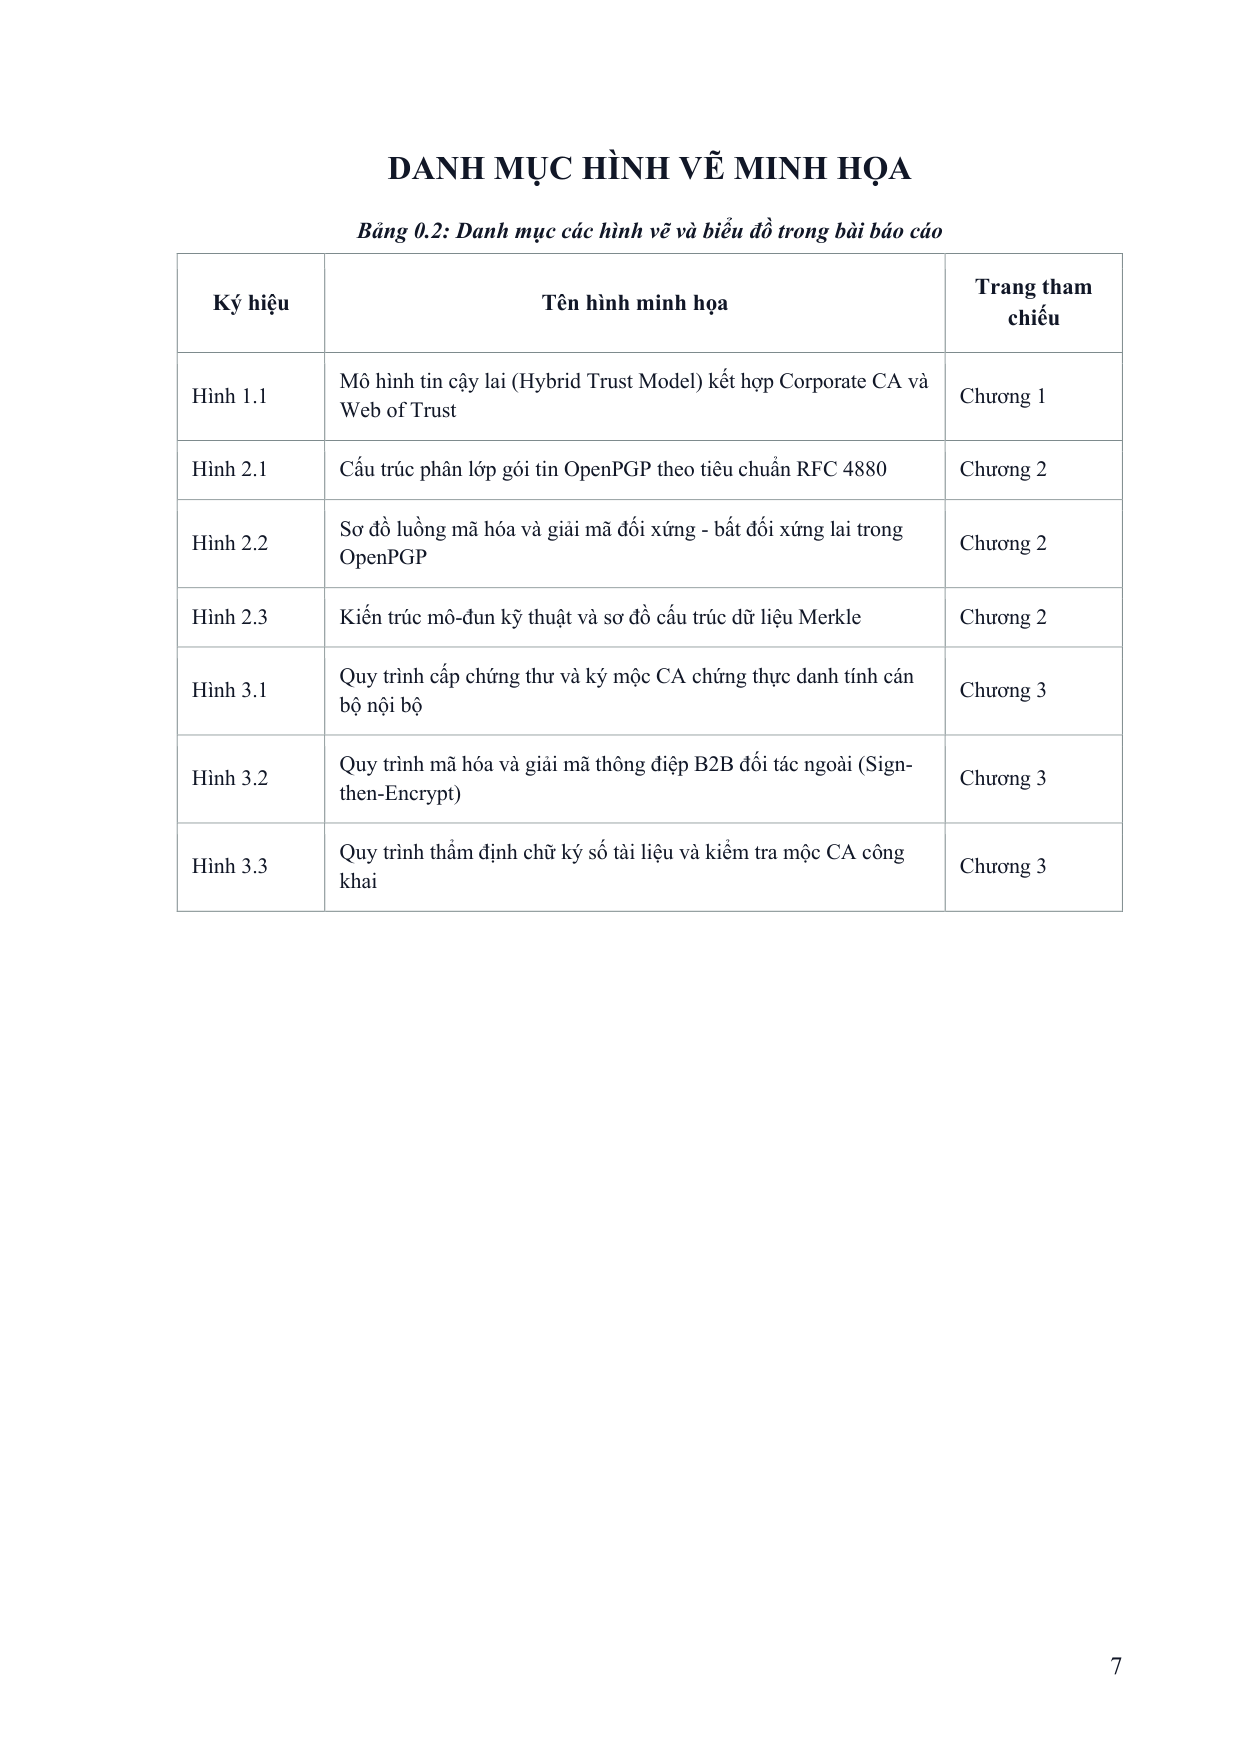 DANH MỤC HÌNH VẼ MINH HỌA
Bảng 0.2: Danh mục các hình vẽ và biểu đồ trong bài báo cáo
Ký hiệu
Tên hình minh họa
Trang tham
chiếu
Hình 1.1
Mô hình tin cậy lai (Hybrid Trust Model) kết hợp Corporate CA và
Web of Trust
Chương 1
Hình 2.1
Cấu trúc phân lớp gói tin OpenPGP theo tiêu chuẩn RFC 4880
Chương 2
Hình 2.2
Sơ đồ luồng mã hóa và giải mã đối xứng - bất đối xứng lai trong
OpenPGP
Chương 2
Hình 2.3
Kiến trúc mô-đun kỹ thuật và sơ đồ cấu trúc dữ liệu Merkle
Chương 2
Hình 3.1
Quy trình cấp chứng thư và ký mộc CA chứng thực danh tính cán
bộ nội bộ
Chương 3
Hình 3.2
Quy trình mã hóa và giải mã thông điệp B2B đối tác ngoài (Sign-
then-Encrypt)
Chương 3
Hình 3.3
Quy trình thẩm định chữ ký số tài liệu và kiểm tra mộc CA công
khai
Chương 3
7